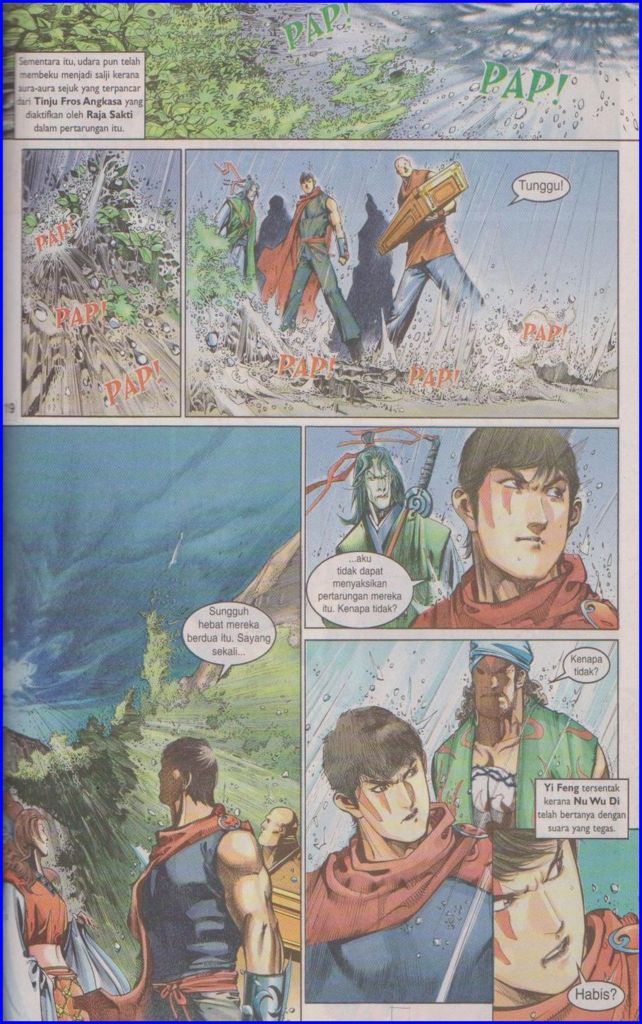 PAP!
PAP!
Sementara itu, udara pun telah
membeku menjadi salji kerana
aura-aura sejuk yang terpancar
dari Tinju Fros Angkasa yang
diaktifkan oleh Raja Sakti
dalam pertarungan itu.
PAP!
PAP!
PAP!
Tunggu!
PAP!
PAP!
PAP!
Sungguh
hebat mereka
berdua itu. Sayang
sekali...
...aku
tidak dapat
menyaksikan
pertarungan mereka
itu. Kenapa tidak?
Kenapa
tidak?
Yi Feng tersentak
kerana Nu Wu Di
telah bertanya dengan
suara yang tegas.
Habis?